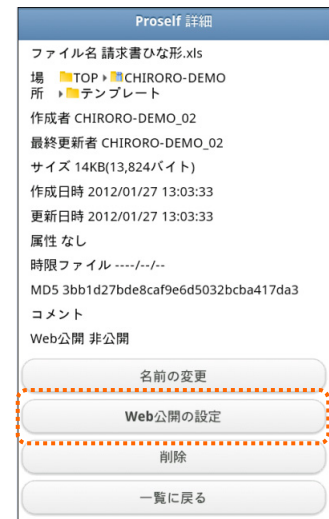 Proself 詳細
ファイル名 請求書ひな形.xls
場 TOP CHIRORO-DEMO
所 テンプレート
作成者 CHIRORO-DEMO_02
最終更新者 CHIRORO-DEMO_02
サイズ 14KB(13,824バイト)
作成日時 2012/01/27 13:03:33
更新日時 2012/01/27 13:03:33
属性 なし
時限ファイル ----/--/--
MD5 3bb1d27bde8caf9e6d5032bcba417da3
コメント
Web公開 非公開
名前の変更
Web公開の設定
削除
一覧に戻る